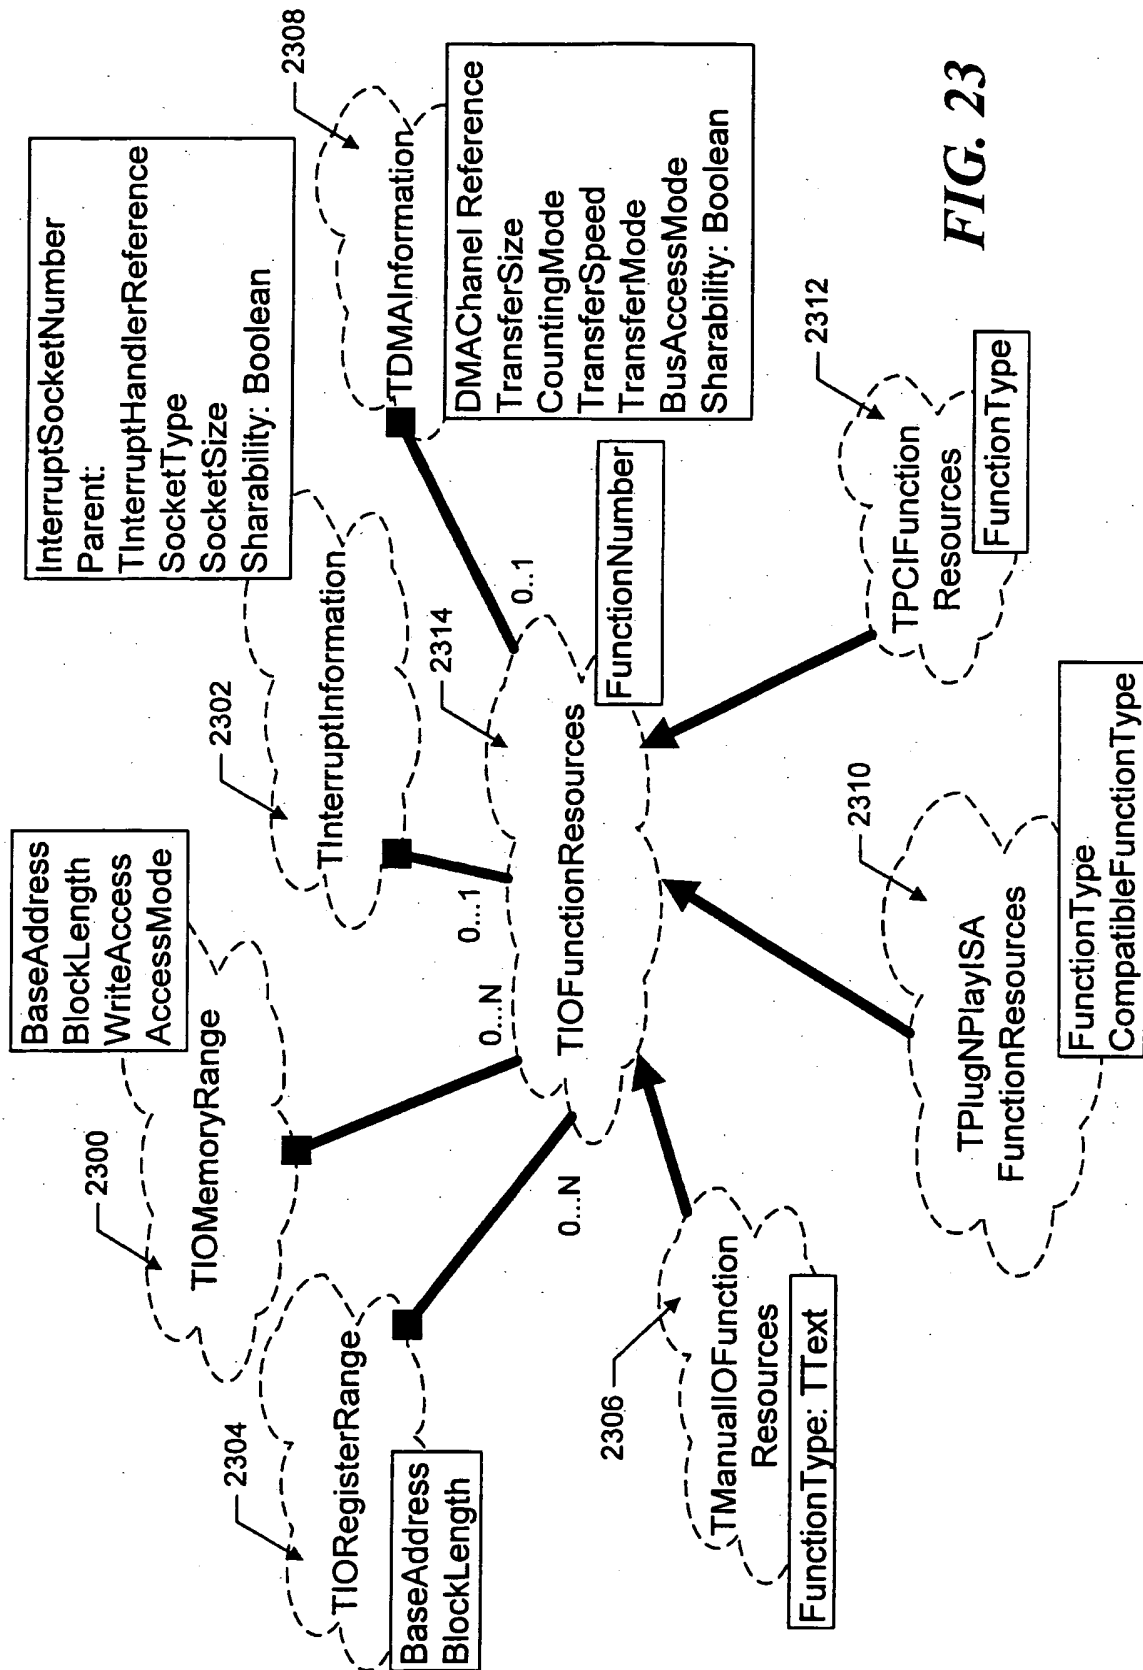 2300
TIOMemoryRange
BaseAddress
BlockLength
WriteAccess
AccessMode
2302
TInterruptInformation
InterruptSocketNumber
Parent:
TInterruptHandlerReference
SocketType
SocketSize
Sharability: Boolean
2304
TIORegisterRange
BaseAddress
BlockLength
2308
TDMAInformation
DMAChanel Reference
TransferSize
CountingMode
TransferSpeed
TransferMode
BusAccessMode
Sharability: Boolean
0...N
0...N
0...1
0..1
2314
TIOFunctionResources
FunctionNumber
2306
TManualIOFunction
Resources
FunctionType: TText
2310
TPlugNPlayISA
FunctionResources
FunctionType
CompatibleFunctionType
2312
TPCIFunction
Resources
FunctionType
FIG. 23